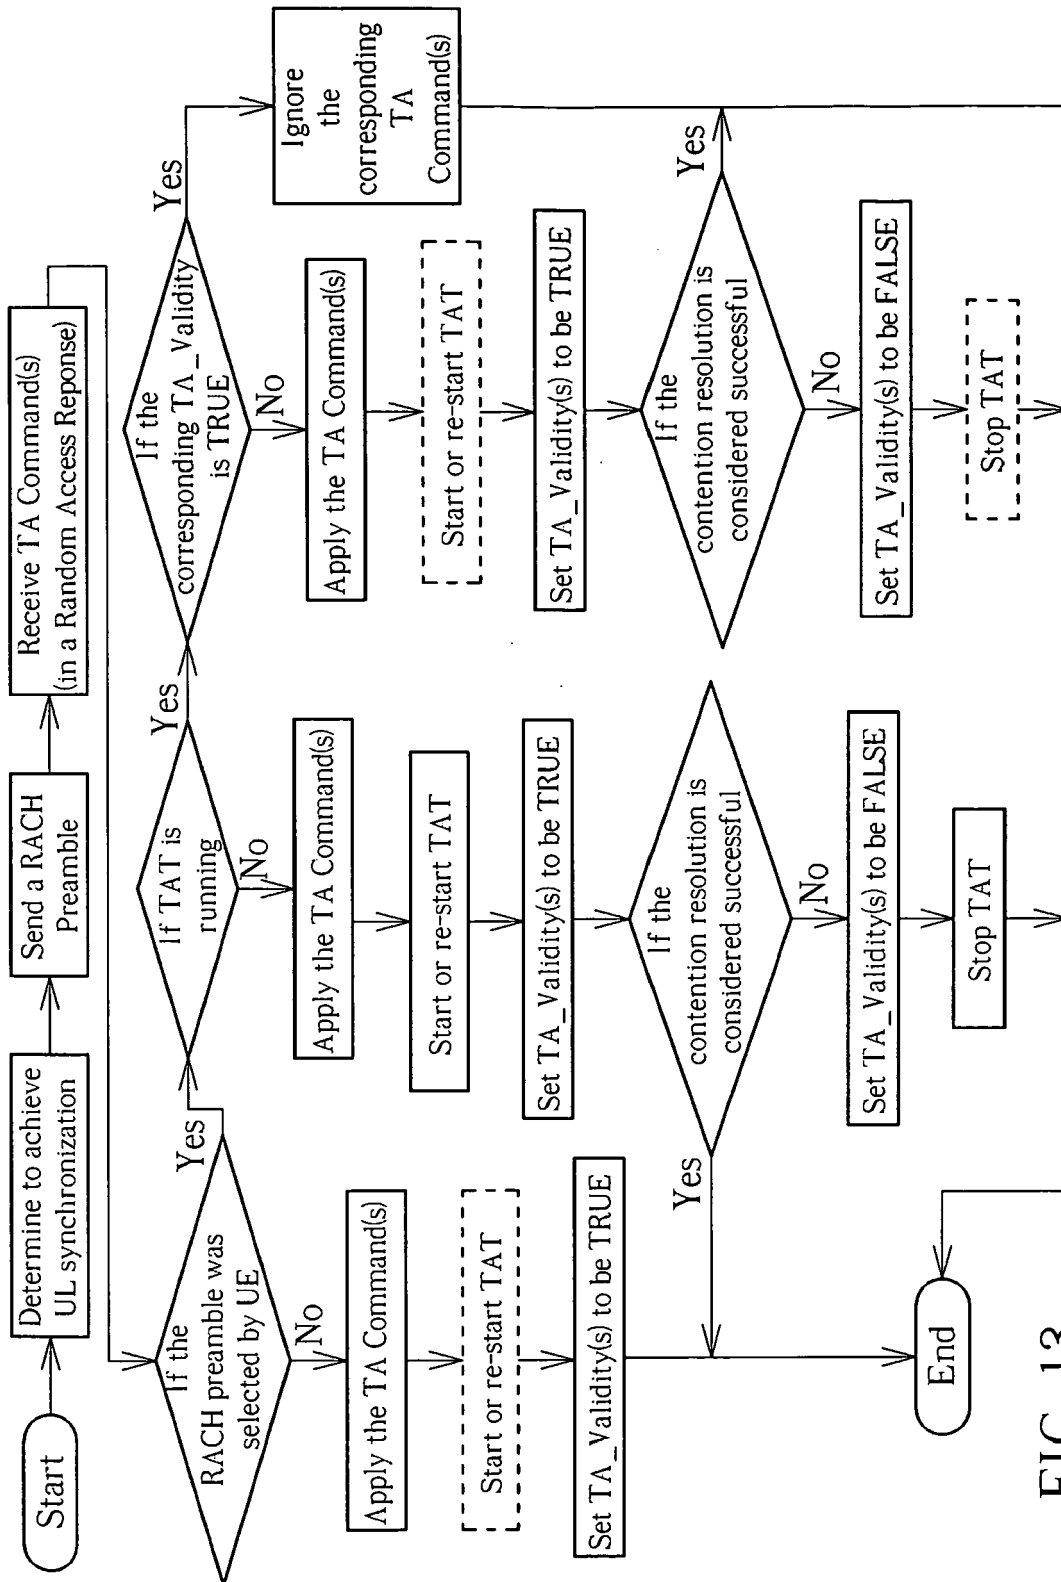 Start
Determine to achieve
UL synchronization
Send a RACH
Preamble
Receive TA Command(s)
(in a Random Access Reponse)
If the
RACH preamble was
selected by UE
Yes
No
If TAT is
running
Yes
No
If the
corresponding TA_Validity
is TRUE
Yes
No
Ignore
the
corresponding
TA
Command(s)
Apply the TA Command(s)
Start or re-start TAT
Set TA_Validity(s) to be TRUE
Apply the TA Command(s)
Start or re-start TAT
Set TA_Validity(s) to be TRUE
If the
contention resolution is
considered successful
Yes
No
Set TA_Validity(s) to be FALSE
Stop TAT
Apply the TA Command(s)
Start or re-start TAT
Set TA_Validity(s) to be TRUE
If the
contention resolution is
considered successful
Yes
No
Set TA_Validity(s) to be FALSE
Stop TAT
End
FIG. 13